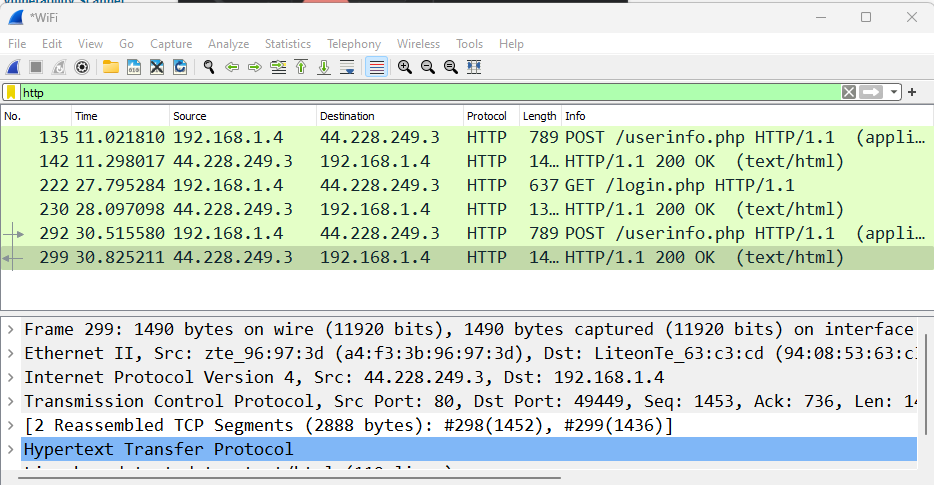 *WiFi
File Edit View Go Capture Analyze Statistics Telephony Wireless Tools Help
http
No. Time Source Destination Protocol Length Info
135 11.021810 192.168.1.4 44.228.249.3 HTTP 789 POST /userinfo.php HTTP/1.1 (appli…
142 11.298017 44.228.249.3 192.168.1.4 HTTP 14… HTTP/1.1 200 OK (text/html)
222 27.795284 192.168.1.4 44.228.249.3 HTTP 637 GET /login.php HTTP/1.1
230 28.097098 44.228.249.3 192.168.1.4 HTTP 13… HTTP/1.1 200 OK (text/html)
292 30.515580 192.168.1.4 44.228.249.3 HTTP 789 POST /userinfo.php HTTP/1.1 (appli…
299 30.825211 44.228.249.3 192.168.1.4 HTTP 14… HTTP/1.1 200 OK (text/html)
Frame 299: 1490 bytes on wire (11920 bits), 1490 bytes captured (11920 bits) on interface
Ethernet II, Src: zte_96:97:3d (a4:f3:3b:96:97:3d), Dst: LiteonTe_63:c3:cd (94:08:53:63:c
Internet Protocol Version 4, Src: 44.228.249.3, Dst: 192.168.1.4
Transmission Control Protocol, Src Port: 80, Dst Port: 49449, Seq: 1453, Ack: 736, Len: 14
[2 Reassembled TCP Segments (2888 bytes): #298(1452), #299(1436)]
Hypertext Transfer Protocol